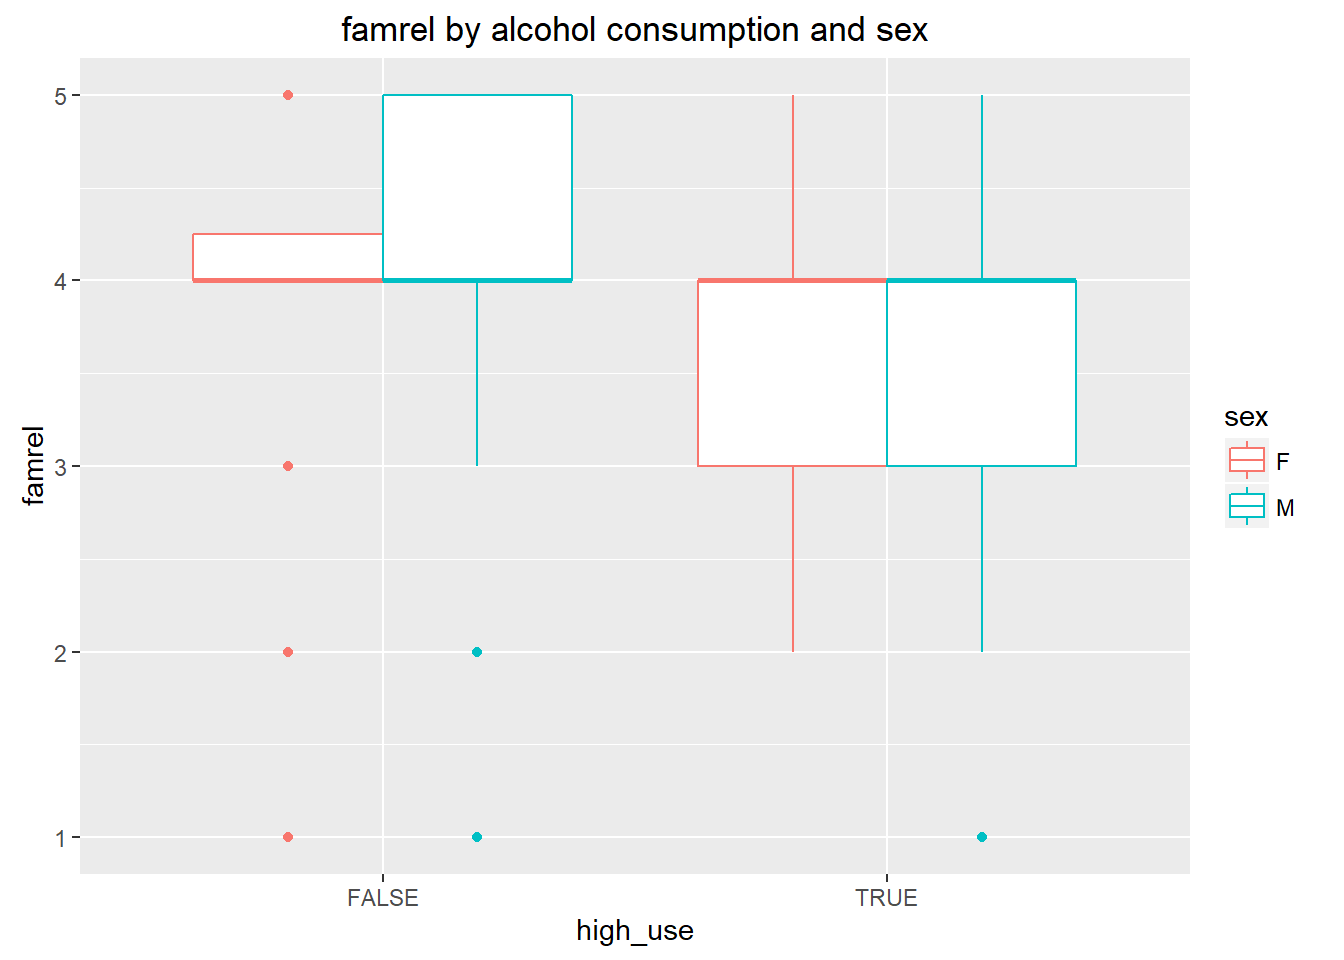 famrel by alcohol consumption and sex
5
4
3
2
1
famrel
FALSE
TRUE
high_use
sex
F
M